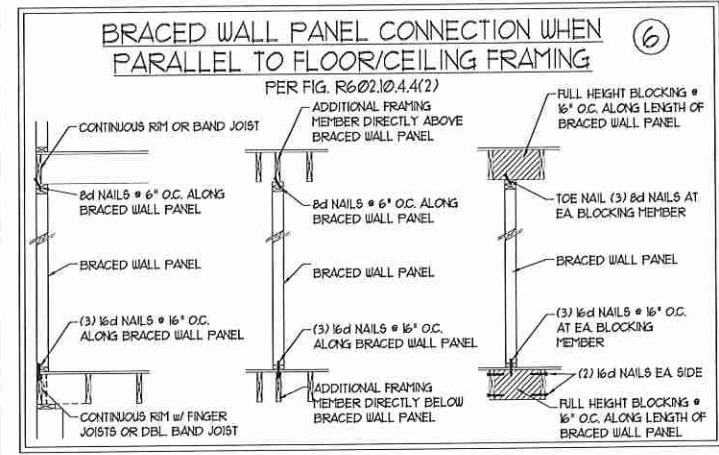 BRACED WALL PANEL CONNECTION WHEN
PARALLEL TO FLOOR/CEILING FRAMING
6
PER FIG. R602.10.4.4(2)
CONTINUOUS RIM OR BAND JOIST
8d NAILS @ 6" O.C. ALONG
BRACED WALL PANEL
BRACED WALL PANEL
(3) 16d NAILS @ 16" O.C.
ALONG BRACED WALL PANEL
CONTINUOUS RIM w/ FINGER
JOISTS OR DBL. BAND JOIST
ADDITIONAL FRAMING
MEMBER DIRECTLY ABOVE
BRACED WALL PANEL
8d NAILS @ 6" O.C. ALONG
BRACED WALL PANEL
BRACED WALL PANEL
(3) 16d NAILS @ 16" O.C.
ALONG BRACED WALL PANEL
ADDITIONAL FRAMING
MEMBER DIRECTLY BELOW
BRACED WALL PANEL
FULL HEIGHT BLOCKING @
16" O.C. ALONG LENGTH OF
BRACED WALL PANEL
TOE NAIL (3) 8d NAILS AT
EA. BLOCKING MEMBER
BRACED WALL PANEL
(3) 16d NAILS @ 16" O.C.
AT EA. BLOCKING
MEMBER
(2) 16d NAILS EA. SIDE
FULL HEIGHT BLOCKING @
16" O.C. ALONG LENGTH OF
BRACED WALL PANEL